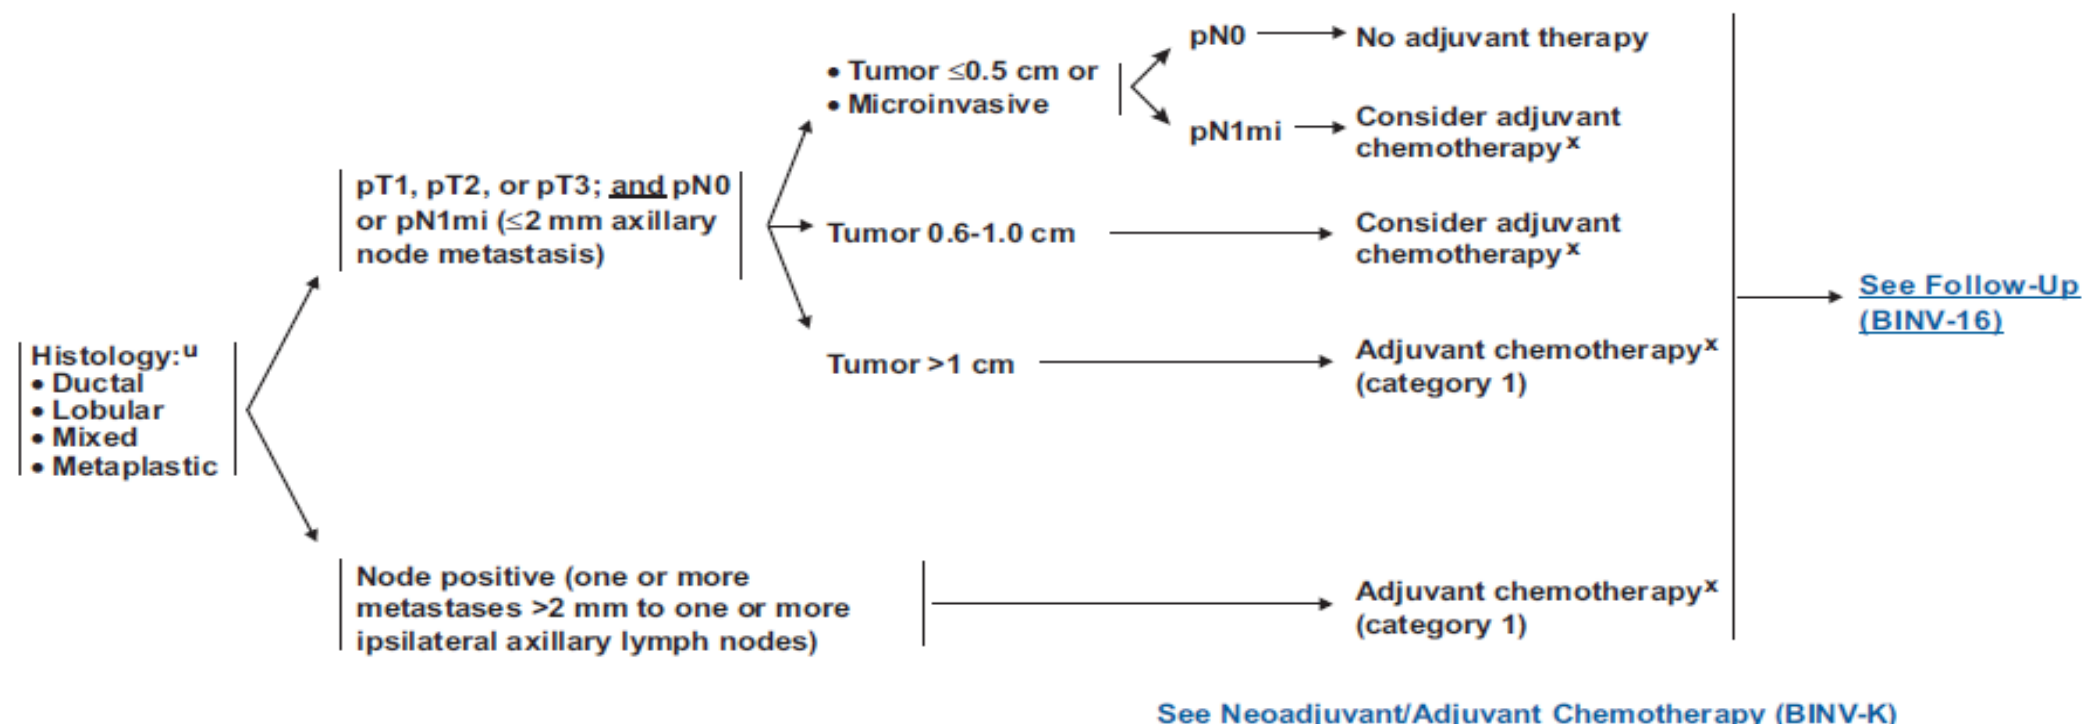 Histology:u
• Ductal
• Lobular
• Mixed
• Metaplastic
pT1, pT2, or pT3; and pN0
or pN1mi (≤2 mm axillary
node metastasis)
• Tumor ≤0.5 cm or
• Microinvasive
pN0
No adjuvant therapy
pN1mi
Consider adjuvant
chemotherapyx
Tumor 0.6-1.0 cm
Consider adjuvant
chemotherapyx
Tumor >1 cm
Adjuvant chemotherapyx
(category 1)
Node positive (one or more
metastases >2 mm to one or more
ipsilateral axillary lymph nodes)
Adjuvant chemotherapyx
(category 1)
See Follow-Up
(BINV-16)
See Neoadjuvant/Adjuvant Chemotherapy (BINV-K)